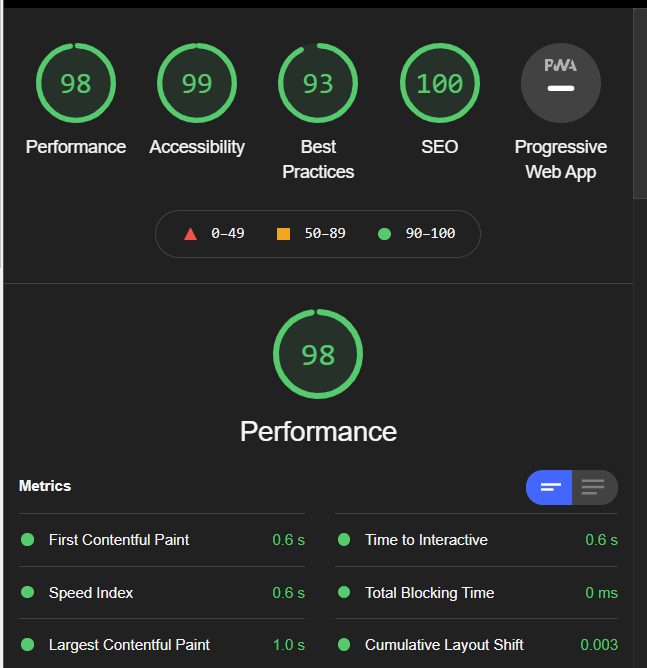 98 99 93 100 PWA
Performance Accessibility Best Practices SEO Progressive Web App
0–49 50–89 90–100
98
Performance
Metrics
First Contentful Paint 0.6 s Time to Interactive 0.6 s
Speed Index 0.6 s Total Blocking Time 0 ms
Largest Contentful Paint 1.0 s Cumulative Layout Shift 0.003